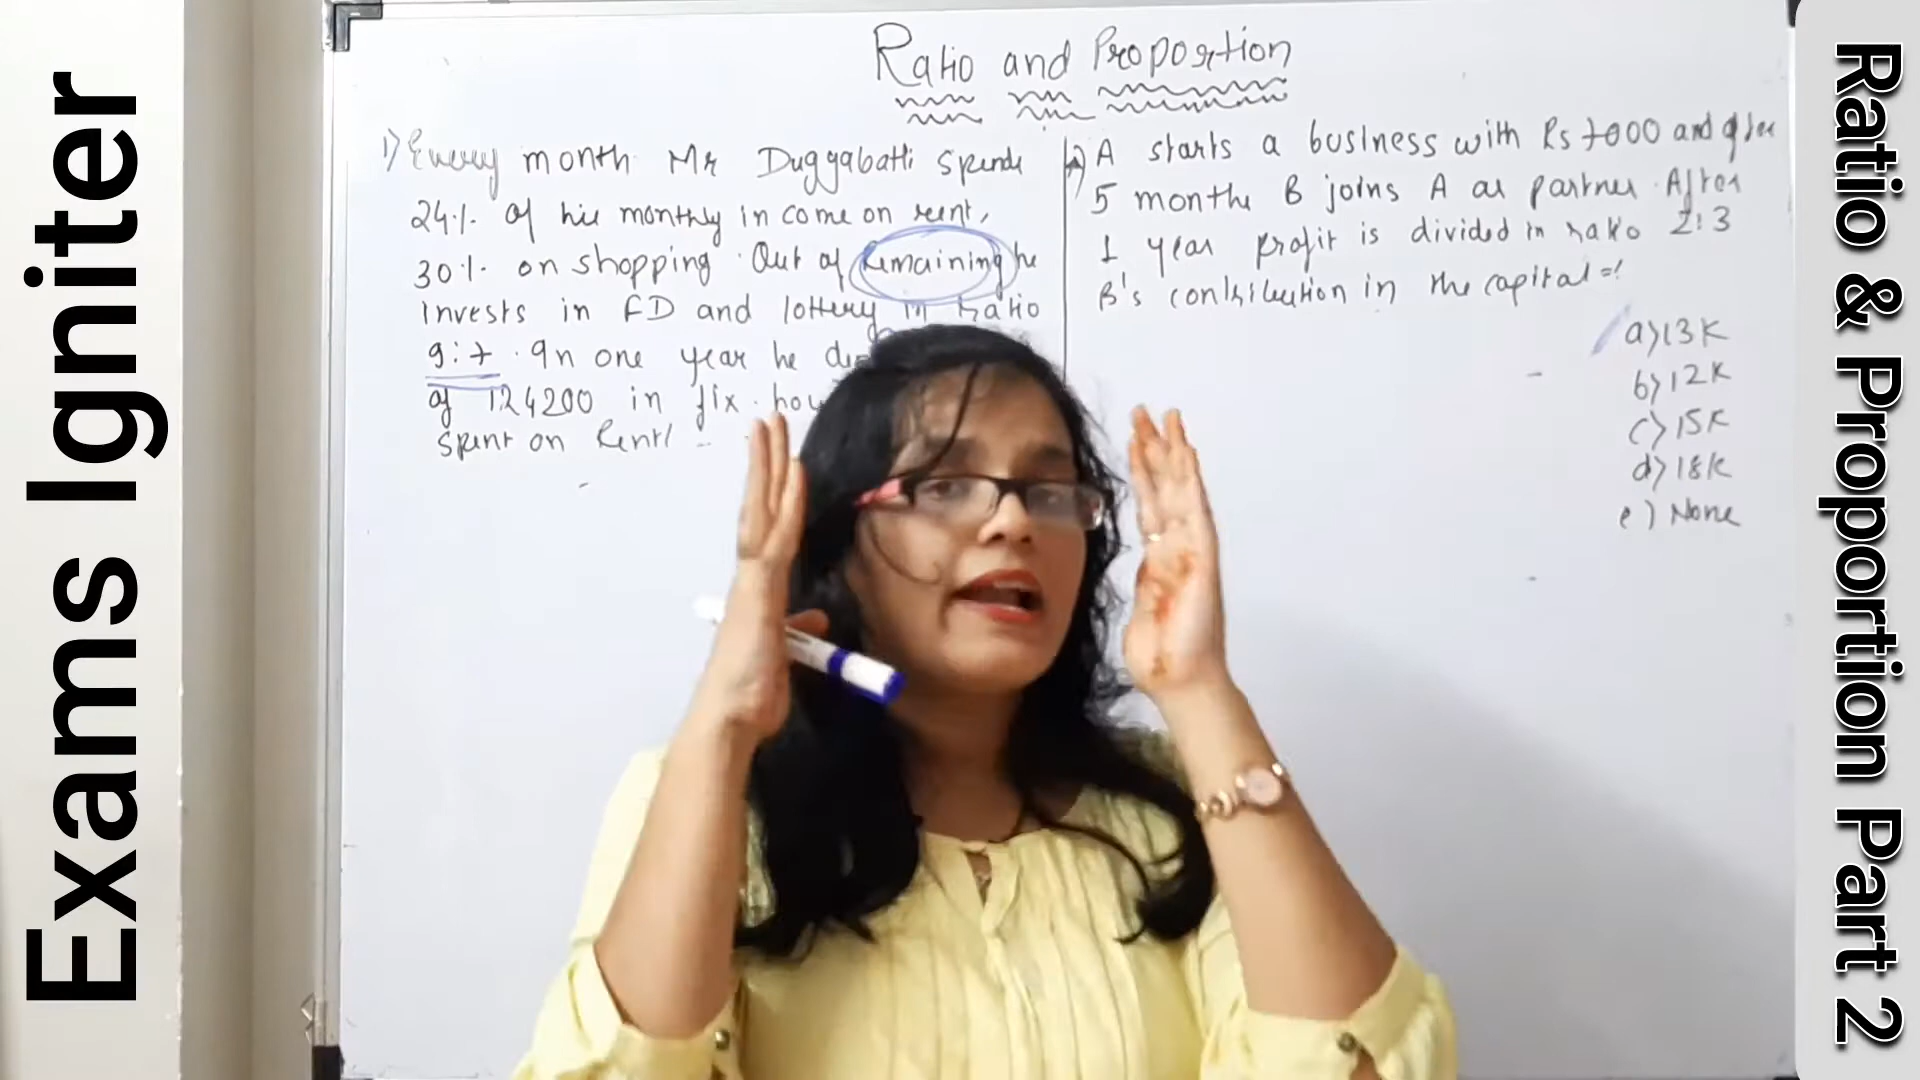 Exams Igniter
Ratio and Proportion
1) Every month Mr Duggabatti spends
24% of his monthly income on rent,
30% on shopping. Out of remaining he
invests in FD and lottery in ratio
9:7. In one year he
of 124200 in fix.
spent on Rent/
A starts a business with Rs 7000 and after
5 months B joins A as partner. After
1 year profit is divided in ratio 2:3
B's contribution in the capital =?
a) 13K
b) 12K
c) 15K
d) 18K
e) None
Ratio & Proportion Part 2